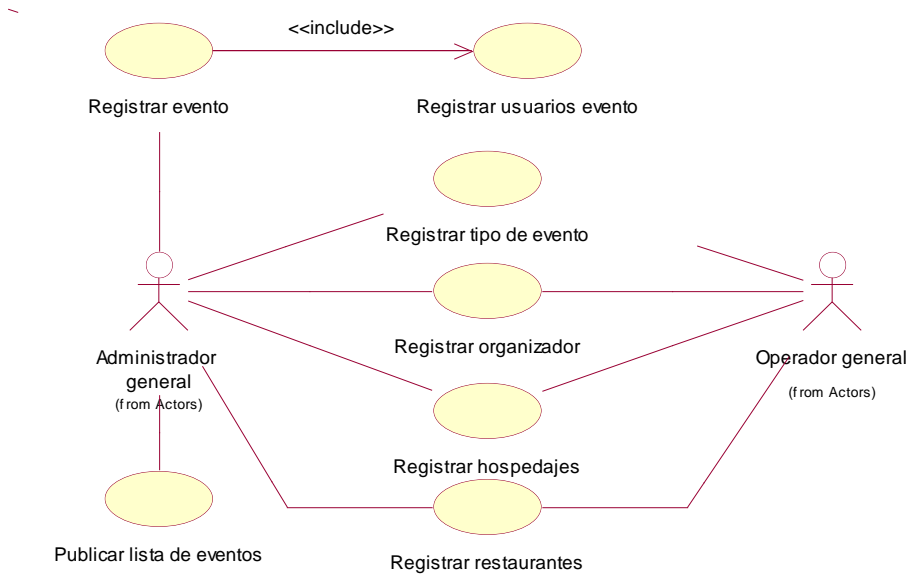 <<include>>
Registrar evento
Registrar usuarios evento
Registrar tipo de evento
Registrar organizador
Administrador
general
(from Actors)
Operador general
(from Actors)
Registrar hospedajes
Publicar lista de eventos
Registrar restaurantes